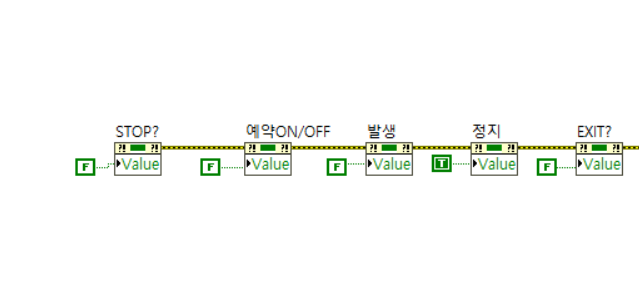 STOP? 예약ON/OFF 발생 정지 EXIT?
?! ?! ?! ?! ?! ?! ?! ?! ?! ?!
F Value F Value F Value T Value F Value